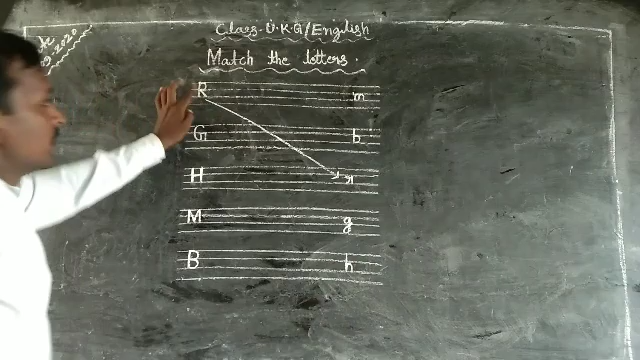 Class-U.K.G/English
Match the letters.
R m
G b
H r
M g
B h